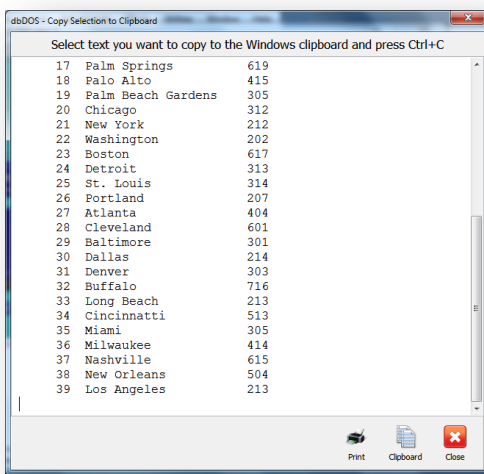 dbDOS - Copy Selection to Clipboard
Select text you want to copy to the Windows clipboard and press Ctrl+C
17 Palm Springs 619
18 Palo Alto 415
19 Palm Beach Gardens 305
20 Chicago 312
21 New York 212
22 Washington 202
23 Boston 617
24 Detroit 313
25 St. Louis 314
26 Portland 207
27 Atlanta 404
28 Cleveland 601
29 Baltimore 301
30 Dallas 214
31 Denver 303
32 Buffalo 716
33 Long Beach 213
34 Cincinnatti 513
35 Miami 305
36 Milwaukee 414
37 Nashville 615
38 New Orleans 504
39 Los Angeles 213
Print Clipboard Close